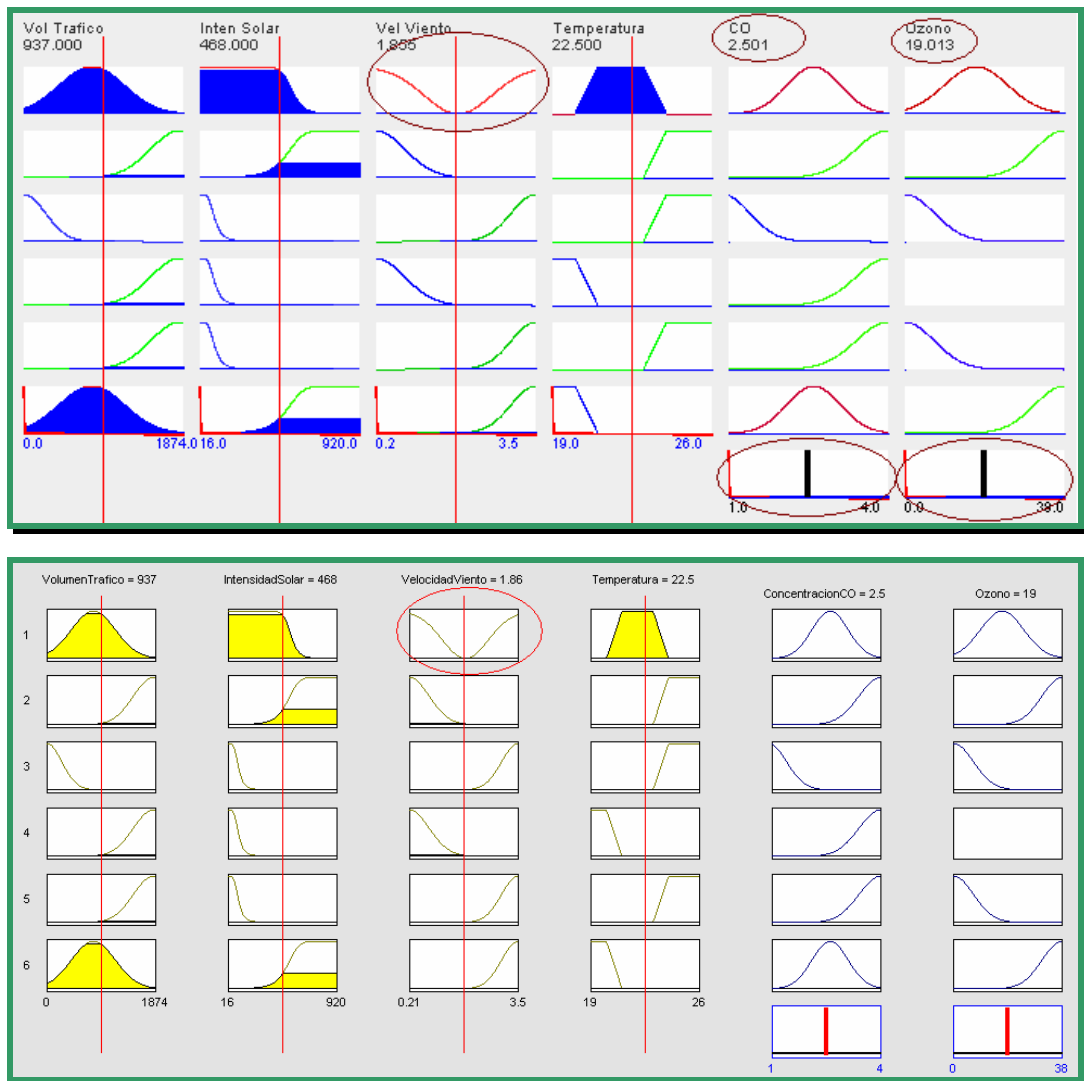 Vol Trafico Inten Solar Vel Viento Temperatura CO Ozono
937.000 468.000 1.855 22.500 2.501 19.013
0.0 1874.0 16.0 920.0 0.2 3.5 19.0 26.0
1.0 4.0 0.0 38.0
VolumenTrafico = 937 IntensidadSolar = 468 VelocidadViento = 1.86 Temperatura = 22.5
ConcentracionCO = 2.5 Ozono = 19
1
2
3
4
5
6
0 1874 16 920 0.21 3.5 19 26
1 4 0 38